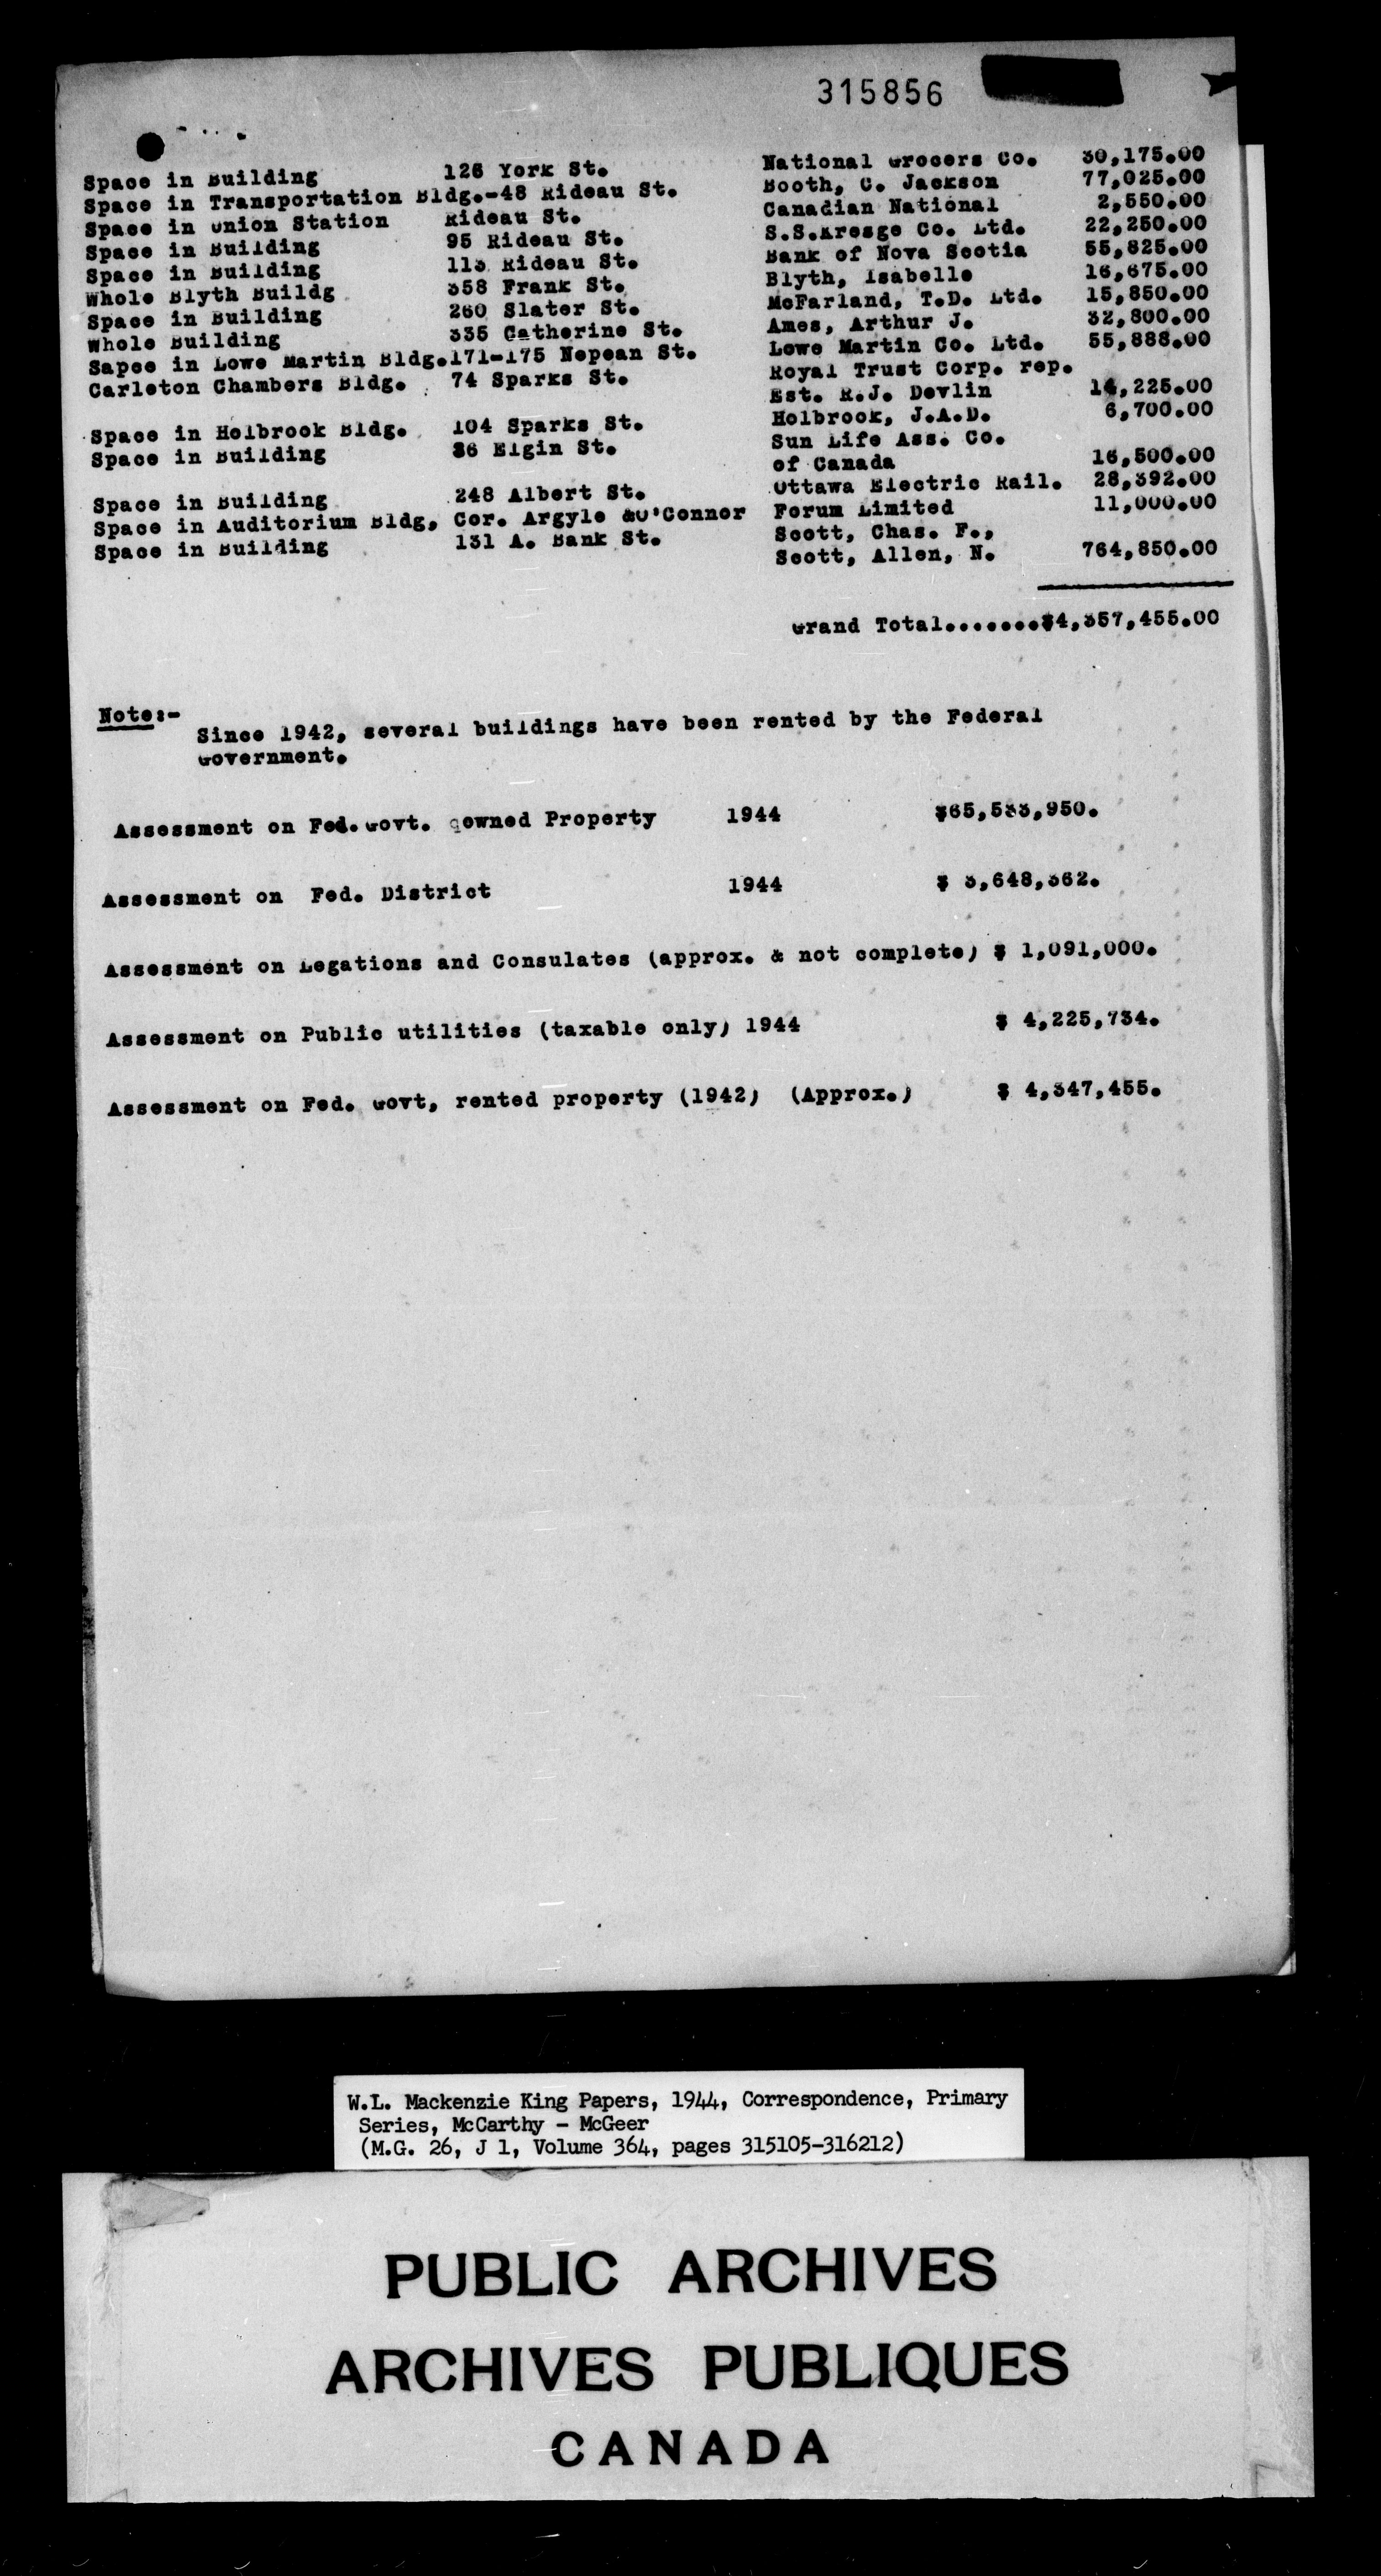 315856
Space in Building 126 York St. National Grocers Co. 30,175.00
Space in Transportation Bldg.-48 Rideau St. Booth, C. Jackson 77,025.00
Space in Union Station Rideau St. Canadian National 2,550.00
Space in Building 95 Rideau St. S.S.Kresge Co. Ltd. 22,250.00
Space in Building 113 Rideau St. Bank of Nova Scotia 55,825.00
Whole Blyth Buildg 358 Frank St. Blyth, Isabelle 16,675.00
Space in Building 260 Slater St. McFarland, T.D. Ltd. 15,850.00
Whole Building 335 Catherine St. Ames, Arthur J. 32,800.00
Sapce in Lowe Martin Bldg.171-175 Nepean St. Lowe Martin Co. Ltd. 55,888.00
Carleton Chambers Bldg. 74 Sparks St. Royal Trust Corp. rep.
Est. R.J. Devlin 14,225.00
Space in Holbrook Bldg. 104 Sparks St. Holbrook, J.A.D. 6,700.00
Space in Building 86 Elgin St. Sun Life Ass. Co.
of Canada 16,500.00
Space in Building 248 Albert St. Ottawa Electric Rail. 28,392.00
Space in Auditorium Bldg, Cor. Argyle &O'Connor Forum Limited 11,000.00
Space in Building 131 A. Bank St. Scott, Chas. F.,
Scott, Allen, N. 764,850.00
Grand Total.......$4,357,455.00
Note:-
Since 1942, several buildings have been rented by the Federal
Government.
Assessment on Fed.Govt. owned Property 1944 $65,533,950.
Assessment on Fed. District 1944 $ 3,648,362.
Assessment on Legations and Consulates (approx. & not complete) $ 1,091,000.
Assessment on Public utilities (taxable only) 1944 $ 4,225,734.
Assessment on Fed. Govt, rented property (1942) (Approx.) $ 4,347,455.
W.L. Mackenzie King Papers, 1944, Correspondence, Primary
Series, McCarthy - McGeer
(M.G. 26, J 1, Volume 364, pages 315105-316212)
PUBLIC ARCHIVES
ARCHIVES PUBLIQUES
CANADA